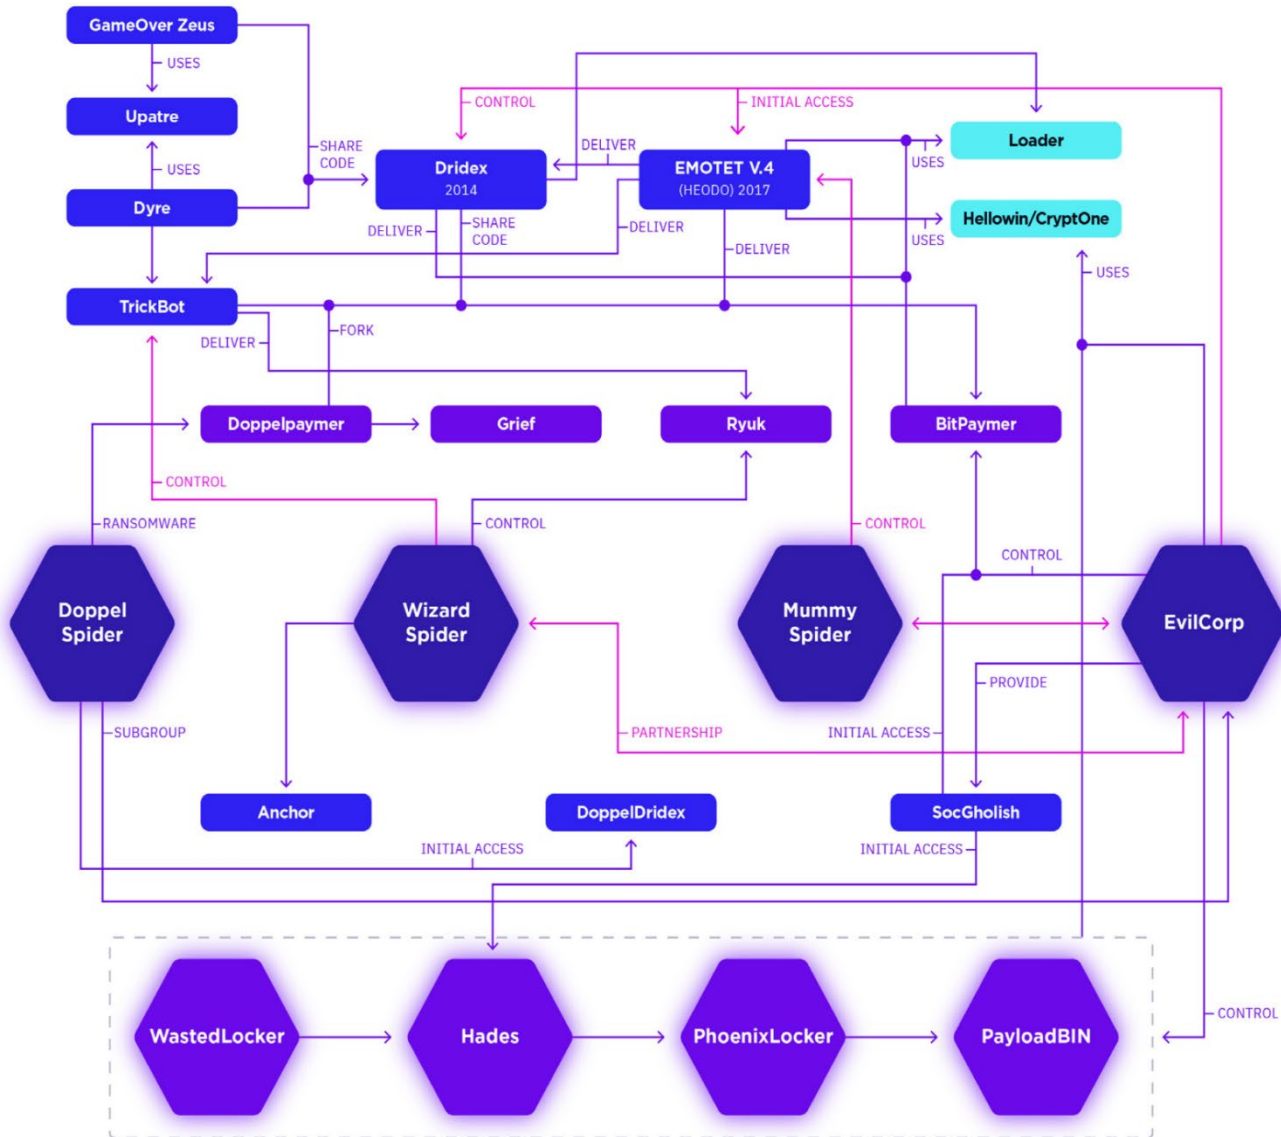 GameOver Zeus
USES
Upatre
CONTROL
INITIAL ACCESS
Loader
SHARE
CODE
DELIVER
USES
USES
Dridex
2014
EMOTET V.4
(HEODO) 2017
Dyre
Hellowin/CryptOne
DELIVER
SHARE
CODE
DELIVER
DELIVER
USES
USES
TrickBot
FORK
DELIVER
Doppelpaymer
Grief
Ryuk
BitPaymer
CONTROL
RANSOMWARE
CONTROL
CONTROL
CONTROL
Doppel
Spider
Wizard
Spider
Mummy
Spider
EvilCorp
PROVIDE
SUBGROUP
PARTNERSHIP
INITIAL ACCESS
Anchor
DoppelDridex
SocGholish
INITIAL ACCESS
INITIAL ACCESS
CONTROL
WastedLocker
Hades
PhoenixLocker
PayloadBIN